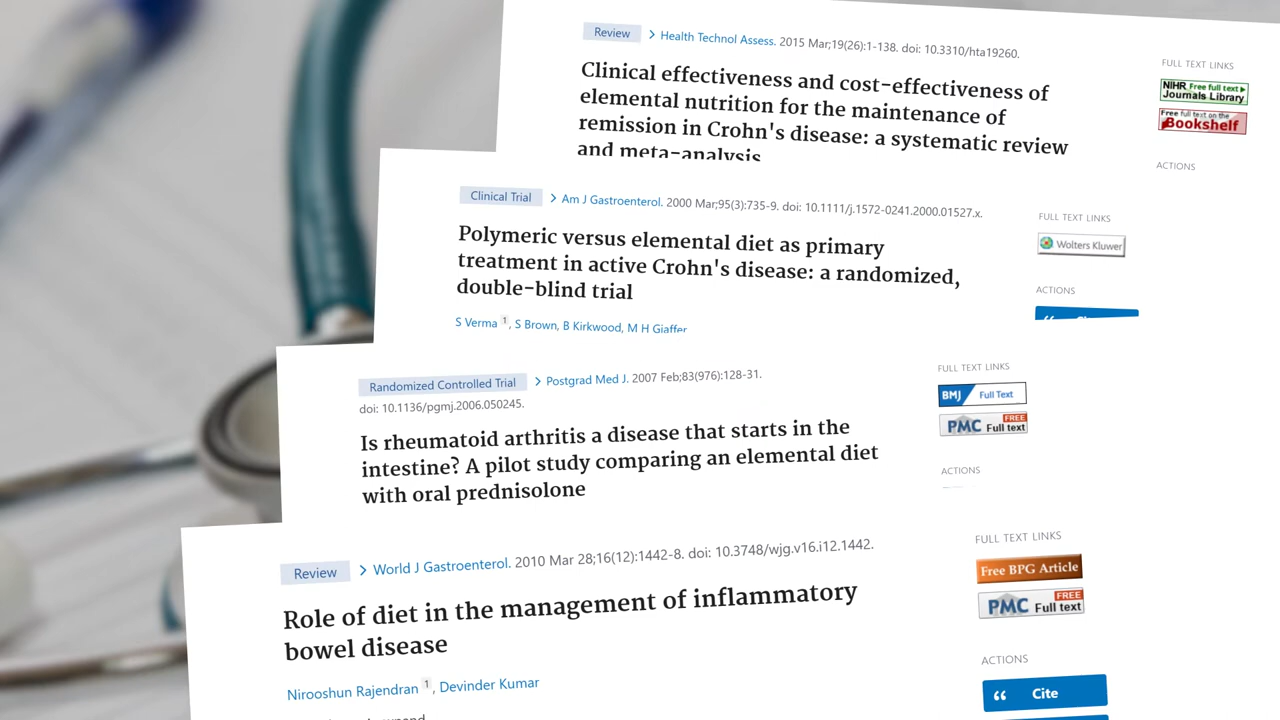 Review > Health Technol Assess. 2015 Mar;19(26):1-138. doi: 10.3310/hta19260.
Clinical effectiveness and cost-effectiveness of
elemental nutrition for the maintenance of
remission in Crohn's disease: a systematic review
and meta-analysis
FULL TEXT LINKS
NIHR Free full text
Journals Library
Free full text on the
Bookshelf
ACTIONS
Clinical Trial > Am J Gastroenterol. 2000 Mar;95(3):735-9. doi: 10.1111/j.1572-0241.2000.01527.x.
Polymeric versus elemental diet as primary
treatment in active Crohn's disease: a randomized,
double-blind trial
S Verma 1, S Brown, B Kirkwood, M H Giaffer
FULL TEXT LINKS
Wolters Kluwer
ACTIONS
Randomized Controlled Trial > Postgrad Med J. 2007 Feb;83(976):128-31.
doi: 10.1136/pgmj.2006.050245.
Is rheumatoid arthritis a disease that starts in the
intestine? A pilot study comparing an elemental diet
with oral prednisolone
FULL TEXT LINKS
BMJ Full Text
PMC FREE Full text
ACTIONS
Review > World J Gastroenterol. 2010 Mar 28;16(12):1442-8. doi: 10.3748/wjg.v16.i12.1442.
Role of diet in the management of inflammatory
bowel disease
Nirooshun Rajendran 1, Devinder Kumar
FULL TEXT LINKS
Free BPG Article
PMC FREE Full text
ACTIONS
Cite